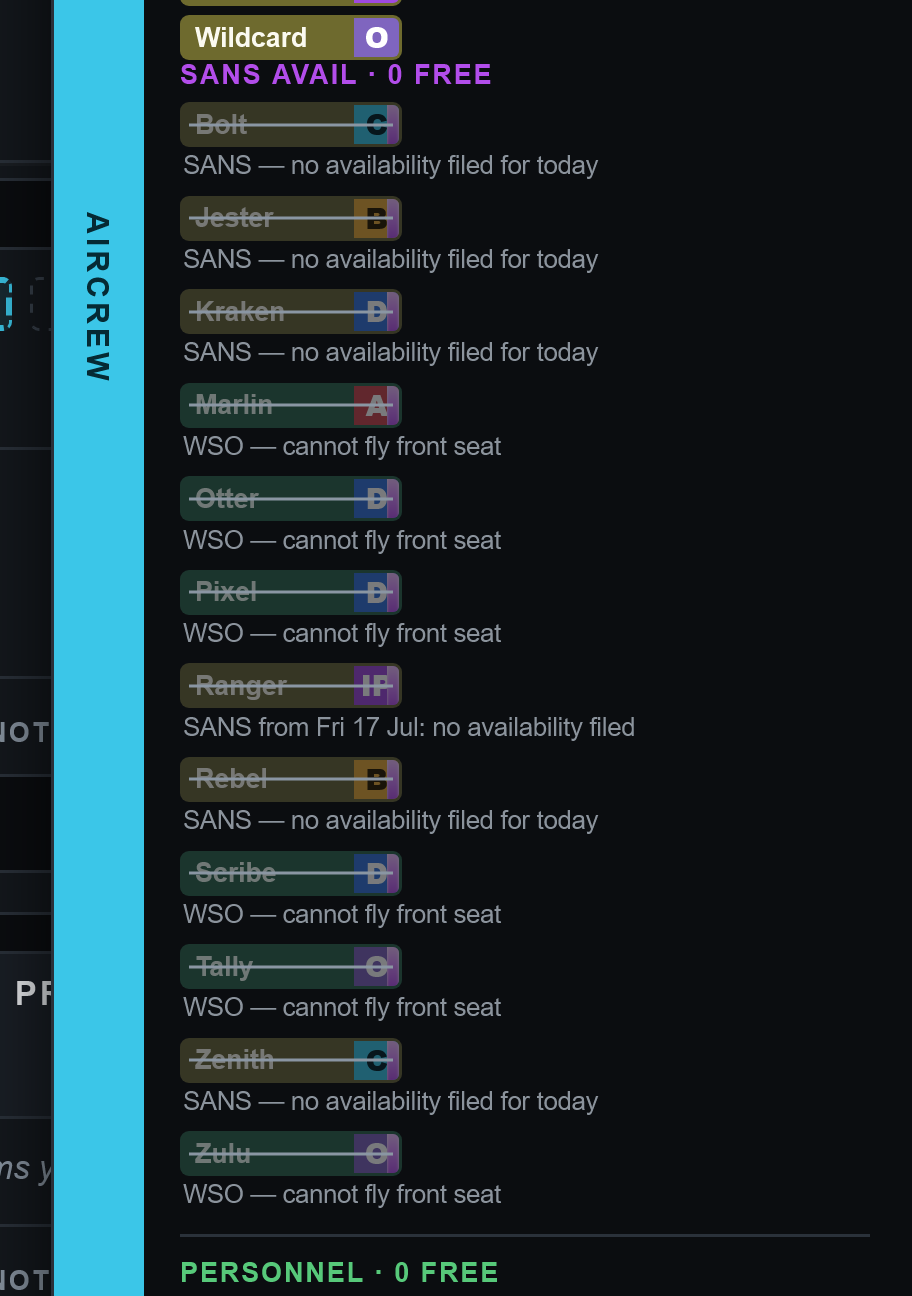 Wildcard O
SANS AVAIL · 0 FREE
Bolt C
SANS — no availability filed for today
Jester B
SANS — no availability filed for today
Kraken D
SANS — no availability filed for today
Marlin A
WSO — cannot fly front seat
Otter D
WSO — cannot fly front seat
Pixel D
WSO — cannot fly front seat
Ranger IP
SANS from Fri 17 Jul: no availability filed
Rebel B
SANS — no availability filed for today
Scribe D
WSO — cannot fly front seat
Tally O
WSO — cannot fly front seat
Zenith C
SANS — no availability filed for today
Zulu O
WSO — cannot fly front seat
PERSONNEL · 0 FREE
AIRCREW
NOT
PR
ms y
NOT